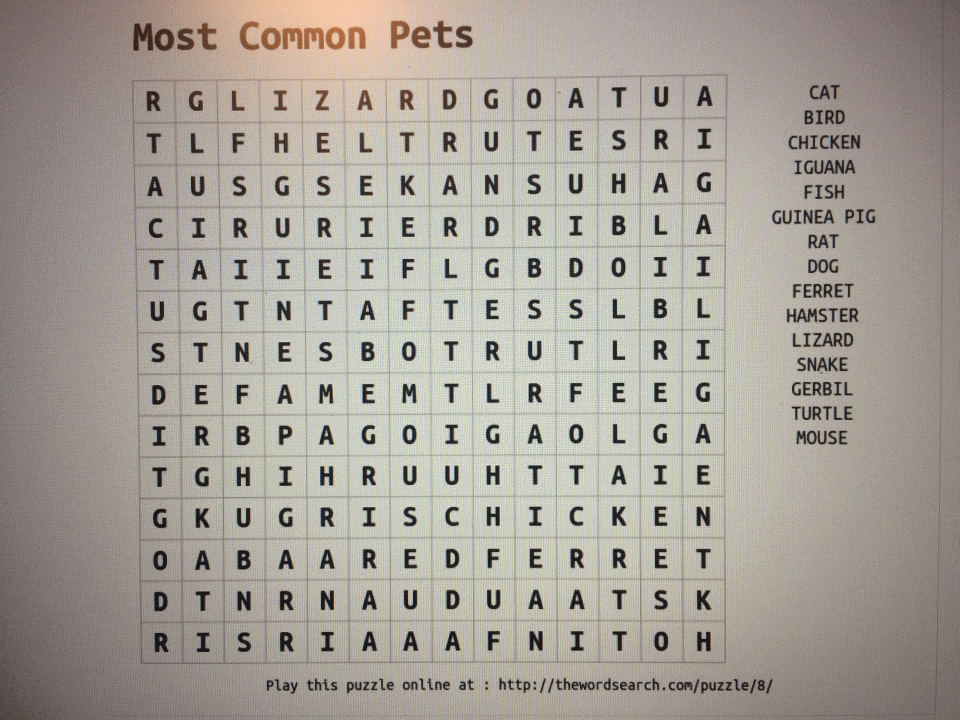 Most Common Pets
R G L I Z A R D G O A T U A
T L F H E L T R U T E S R I
A U S G S E K A N S U H A G
C I R U R I E R D R I B L A
T A I I E I F L G B D O I I
U G T N T A F T E S S L B L
S T N E S B O T R U T L R I
D E F A M E M T L R F E E G
I R B P A G O I G A O L G A
T G H I H R U U H T T A I E
G K U G R I S C H I C K E N
O A B A A R E D F E R R E T
D T N R N A U D U A A T S K
R I S R I A A A F N I T O H
CAT
BIRD
CHICKEN
IGUANA
FISH
GUINEA PIG
RAT
DOG
FERRET
HAMSTER
LIZARD
SNAKE
GERBIL
TURTLE
MOUSE
Play this puzzle online at : http://thewordsearch.com/puzzle/8/